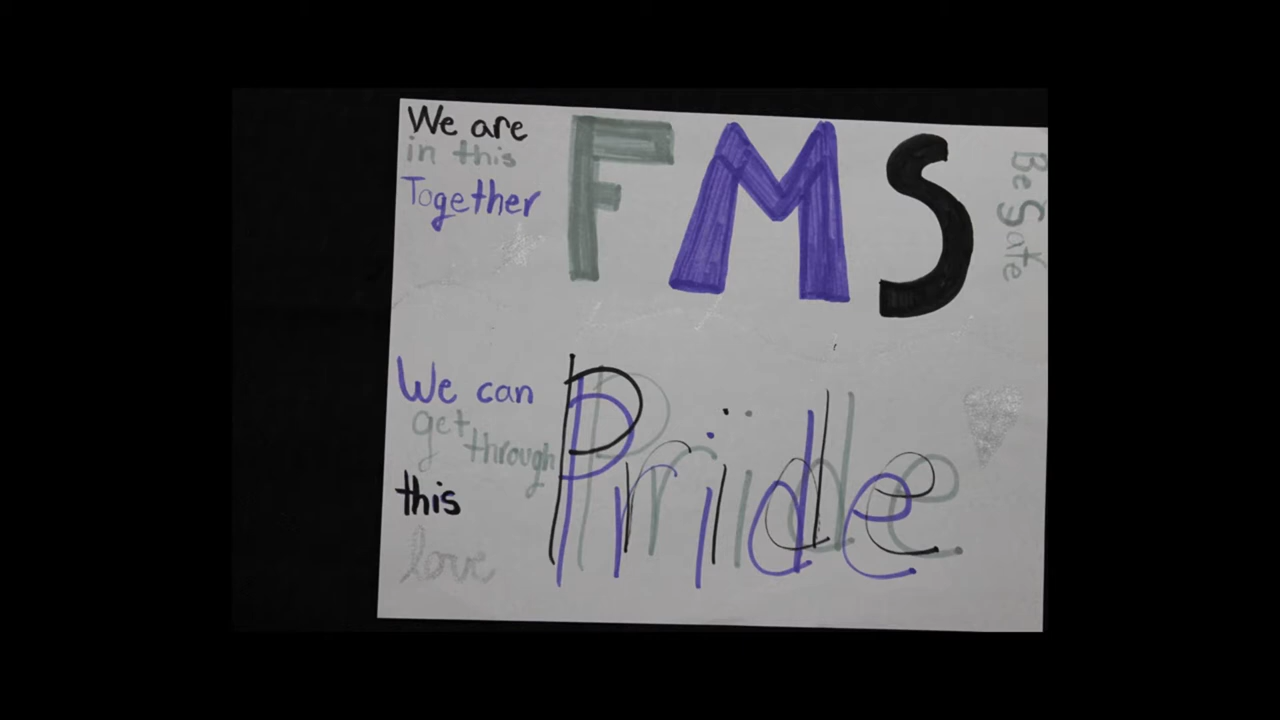 We are
in this
Together
FMS
Be Safe
We can
get through
this
love
Pride